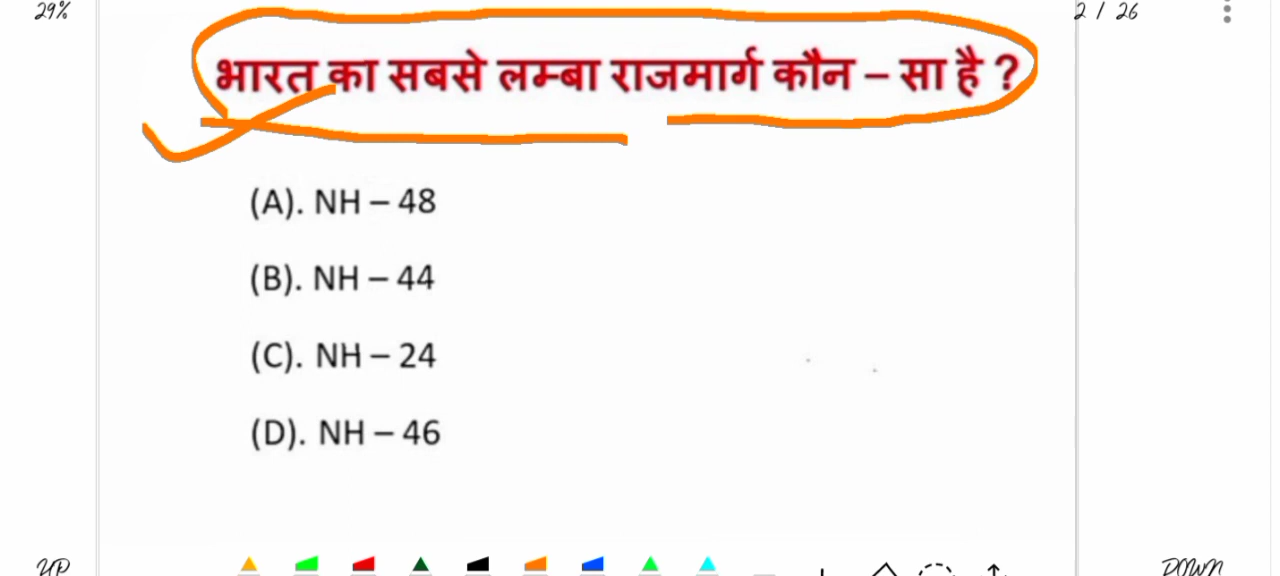 29%
2 / 26
भारत का सबसे लम्बा राजमार्ग कौन – सा है ?
(A). NH – 48
(B). NH – 44
(C). NH – 24
(D). NH – 46
UP
DOWN